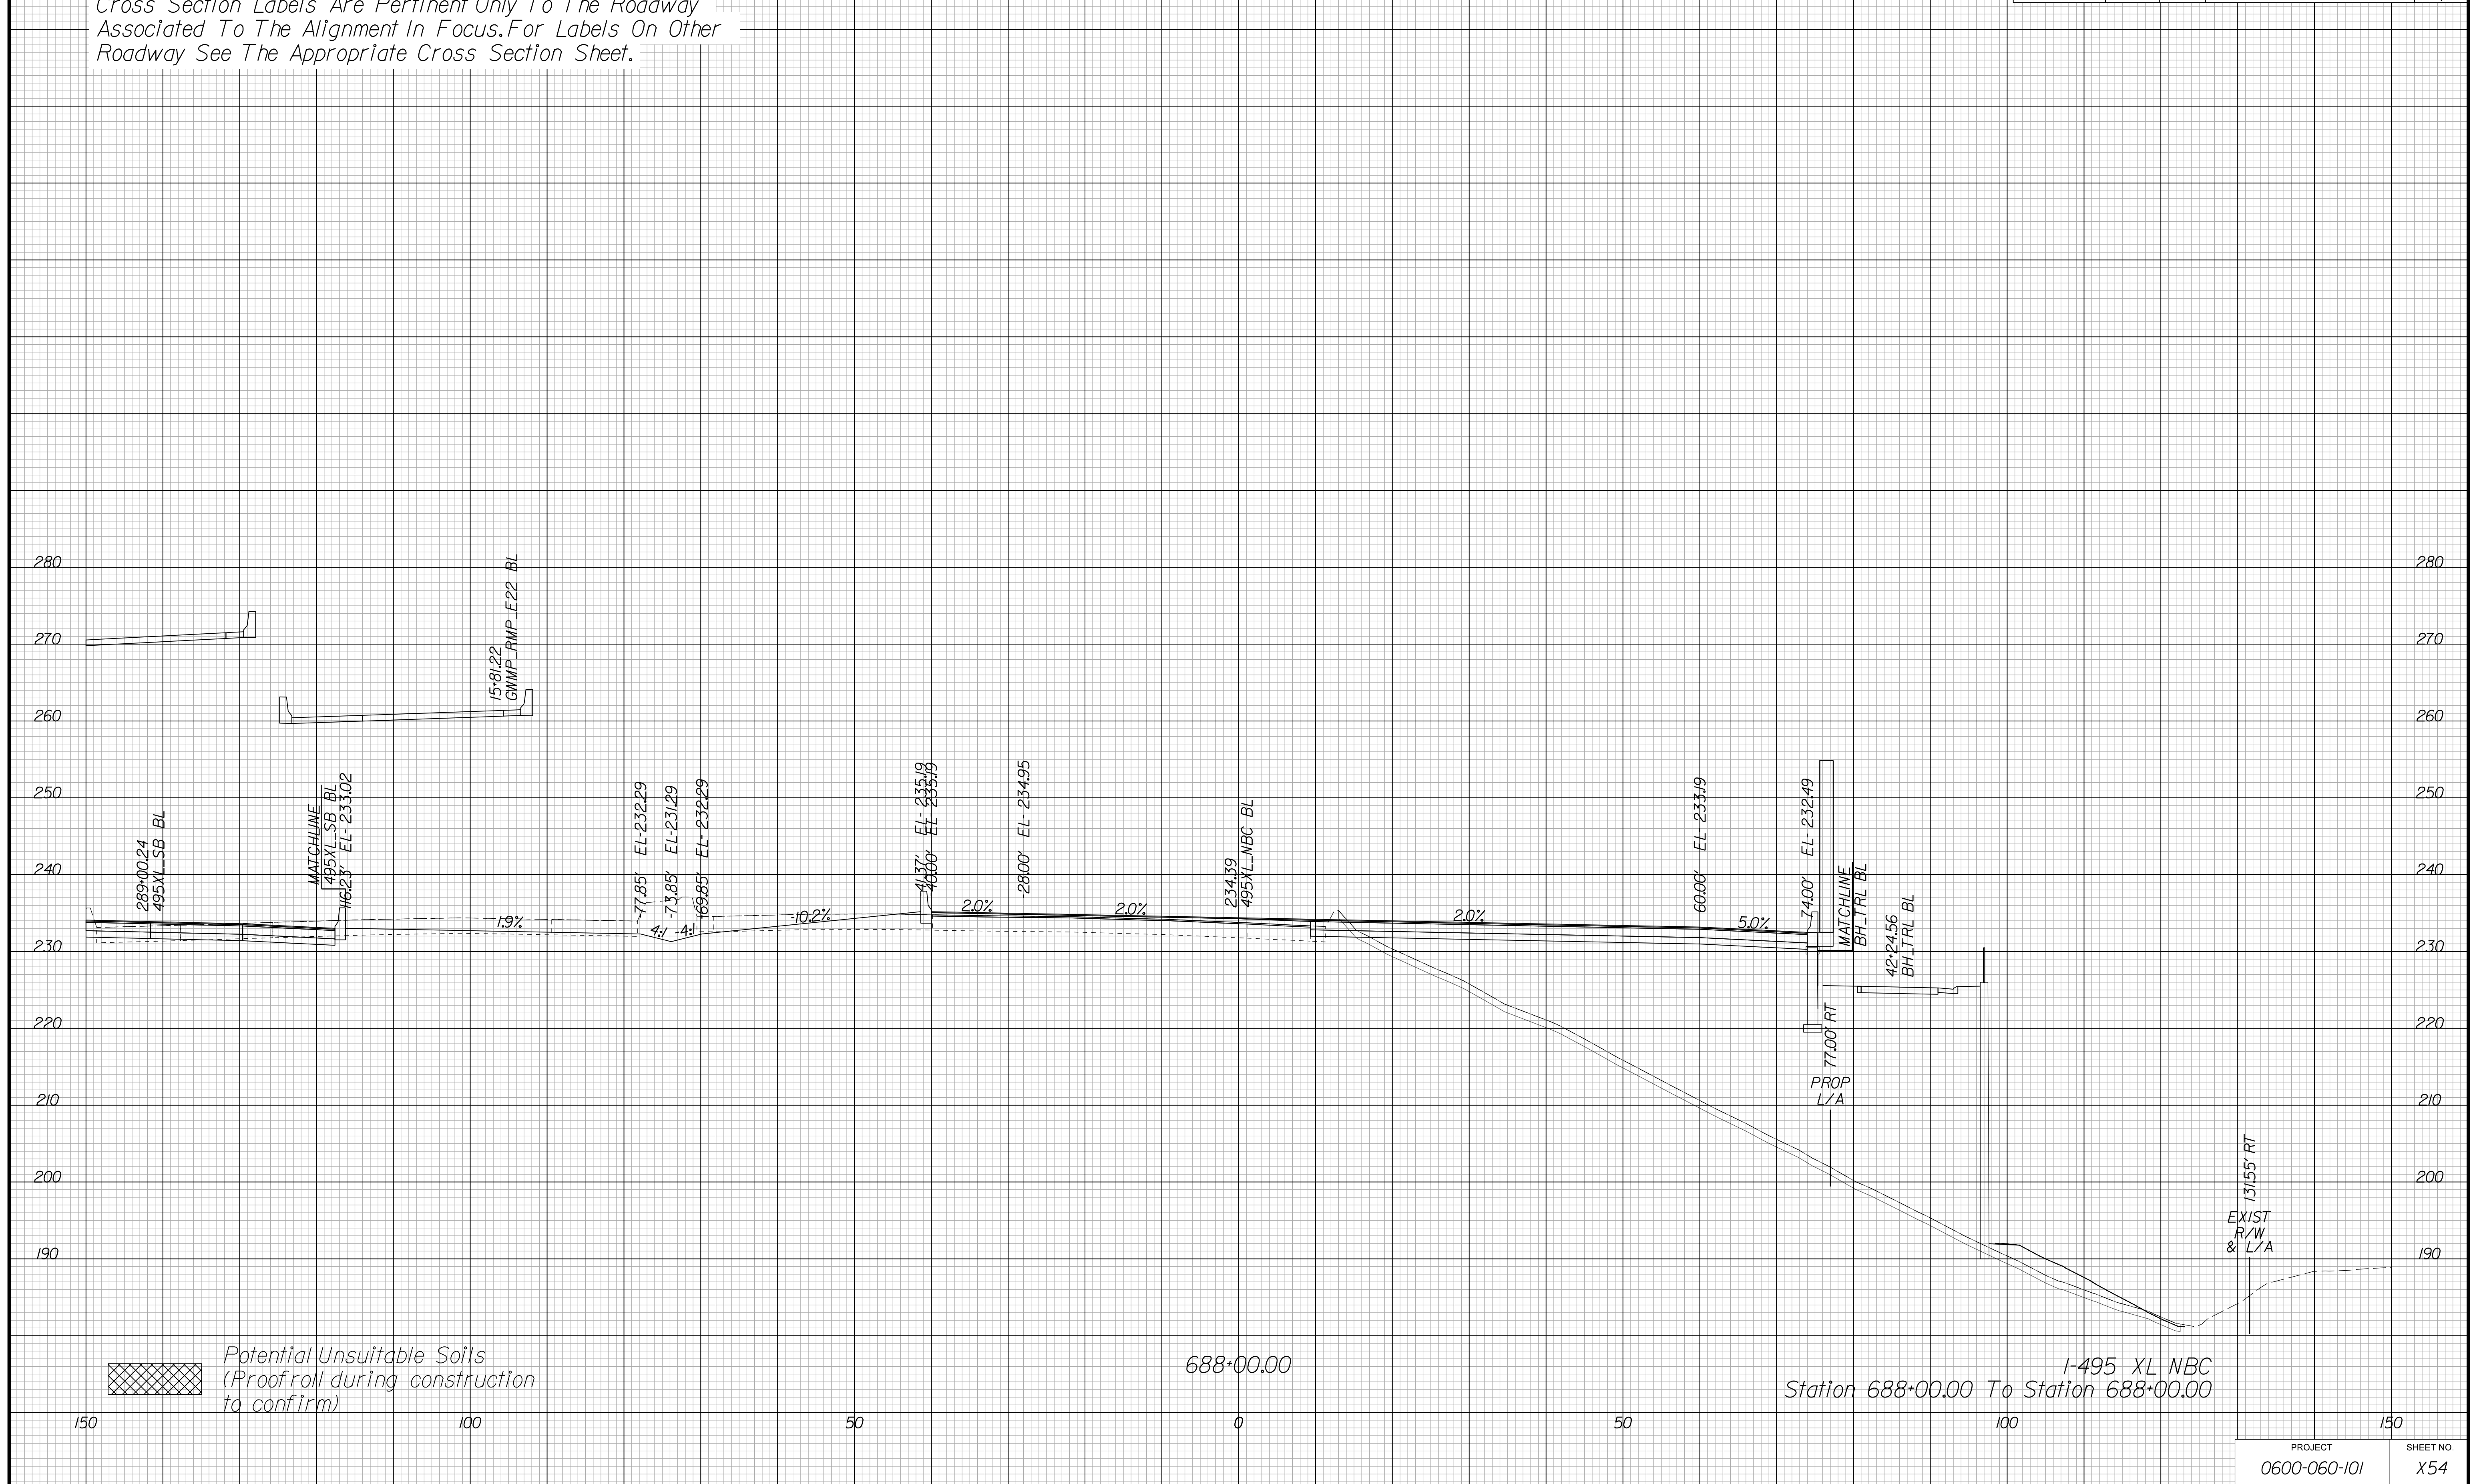 Cross Section Labels Are Pertinent Only To The Roadway
Associated To The Alignment In Focus. For Labels On Other
Roadway See The Appropriate Cross Section Sheet.
280
280
270
270
260
260
250
250
240
240
230
230
220
220
210
210
200
200
190
190
289+00.24
495XL_SB BL
MATCHLINE
495XL_SB BL
116.23' EL- 233.02
15+81.22
GWMP_RMP_E22 BL
1.9%
-77.85' EL-232.29
-73.85' EL-231.29
-69.85' EL- 232.29
4:1
-4:1
-10.2%
41.37' EL- 235.19
40.00' EL- 235.19
-28.00' EL- 234.95
2.0%
2.0%
234.39
495XL_NBC BL
2.0%
60.00' EL- 233.19
5.0%
74.00' EL- 232.49
MATCHLINE
BH_TRL BL
42+24.56
BH_TRL BL
77.00' RT
PROP
L/A
131.55' RT
EXIST
R/W
& L/A
Potential Unsuitable Soils
(Proofroll during construction
to confirm)
688+00.00
I-495 XL NBC
Station 688+00.00 To Station 688+00.00
150
100
50
0
50
100
150
PROJECT
SHEET NO.
0600-060-101
X54